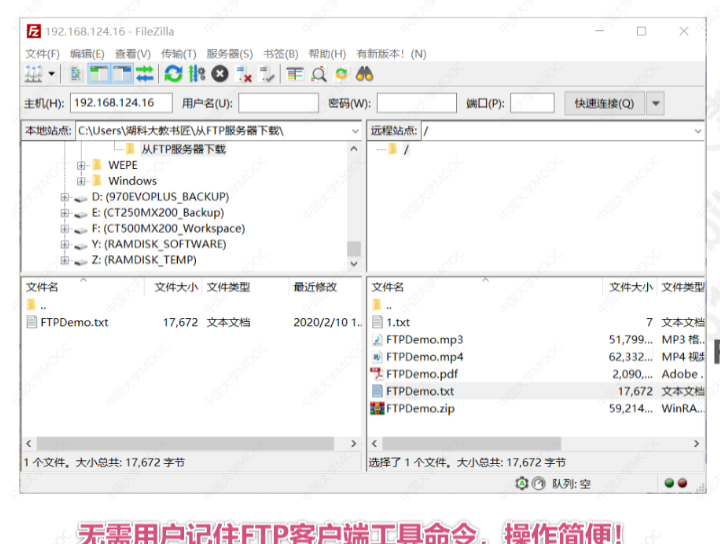 192.168.124.16 - FileZilla
文件(F) 编辑(E) 查看(V) 传输(T) 服务器(S) 书签(B) 帮助(H) 有新版本! (N)
主机(H): 192.168.124.16 用户名(U): 密码(W): 端口(P): 快速连接(Q)
本地站点: C:\Users\湖科大教书匠\从FTP服务器下载\
从FTP服务器下载
WEPE
Windows
D: (970EVOPLUS_BACKUP)
E: (CT250MX200_Backup)
F: (CT500MX200_Workspace)
Y: (RAMDISK_SOFTWARE)
Z: (RAMDISK_TEMP)
远程站点: /
/
文件名 文件大小 文件类型 最近修改
..
FTPDemo.txt 17,672 文本文档 2020/2/10 1...
1 个文件。大小总共: 17,672 字节
文件名 文件大小 文件类型
..
1.txt 7 文本文档
FTPDemo.mp3 51,799... MP3 格...
FTPDemo.mp4 62,332... MP4 视频
FTPDemo.pdf 2,090,... Adobe .
FTPDemo.txt 17,672 文本文档
FTPDemo.zip 59,214... WinRA...
选择了 1 个文件。大小总共: 17,672 字节
队列: 空
无需用户记住FTP客户端工具命令，操作简便！
中国大学MOOC